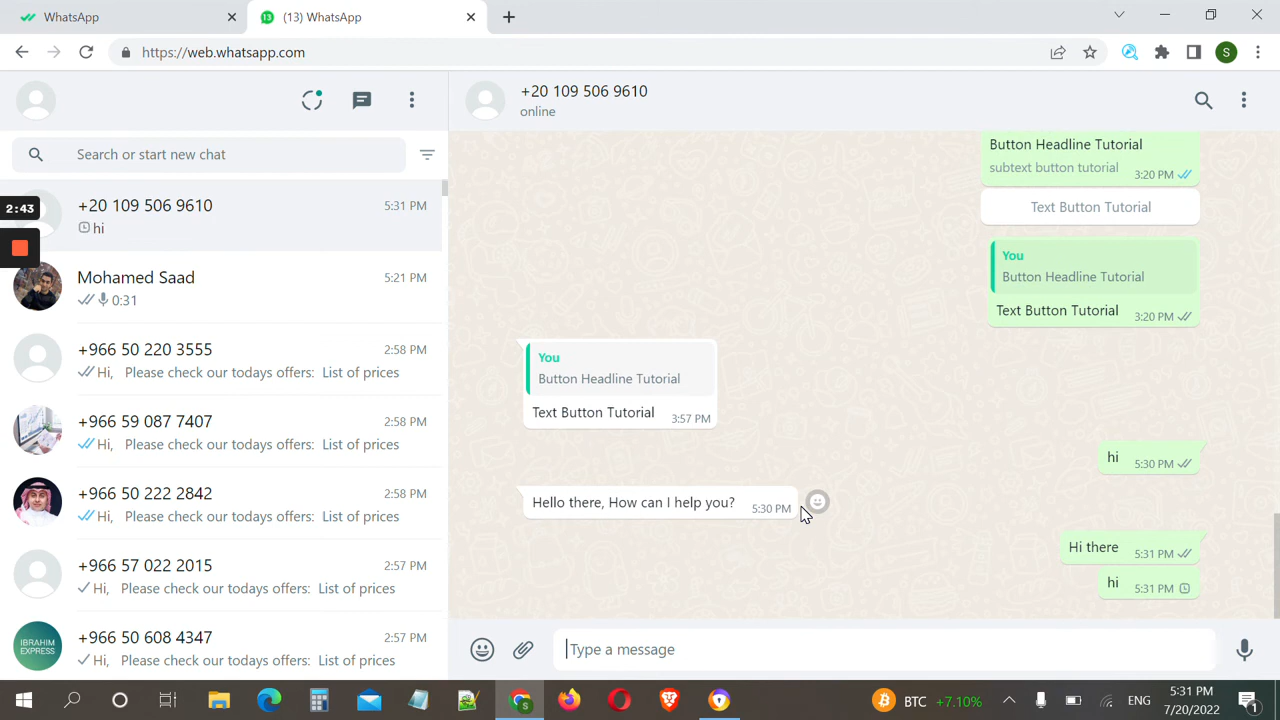 WhatsApp
(13) WhatsApp
https://web.whatsapp.com
S
+20 109 506 9610
online
Search or start new chat
2:43
+20 109 506 9610
5:31 PM
hi
Mohamed Saad
5:21 PM
0:31
+966 50 220 3555
2:58 PM
Hi, Please check our todays offers: List of prices
+966 59 087 7407
2:58 PM
Hi, Please check our todays offers: List of prices
+966 50 222 2842
2:58 PM
Hi, Please check our todays offers: List of prices
+966 57 022 2015
2:57 PM
Hi, Please check our todays offers: List of prices
IBRAHIM
EXPRESS
+966 50 608 4347
2:57 PM
Hi, Please check our todays offers: List of prices
Button Headline Tutorial
subtext button tutorial
3:20 PM
Text Button Tutorial
You
Button Headline Tutorial
Text Button Tutorial
3:20 PM
You
Button Headline Tutorial
Text Button Tutorial
3:57 PM
hi
5:30 PM
Hello there, How can I help you?
5:30 PM
Hi there
5:31 PM
hi
5:31 PM
Type a message
S
BTC +7.10%
ENG
5:31 PM
7/20/2022
1